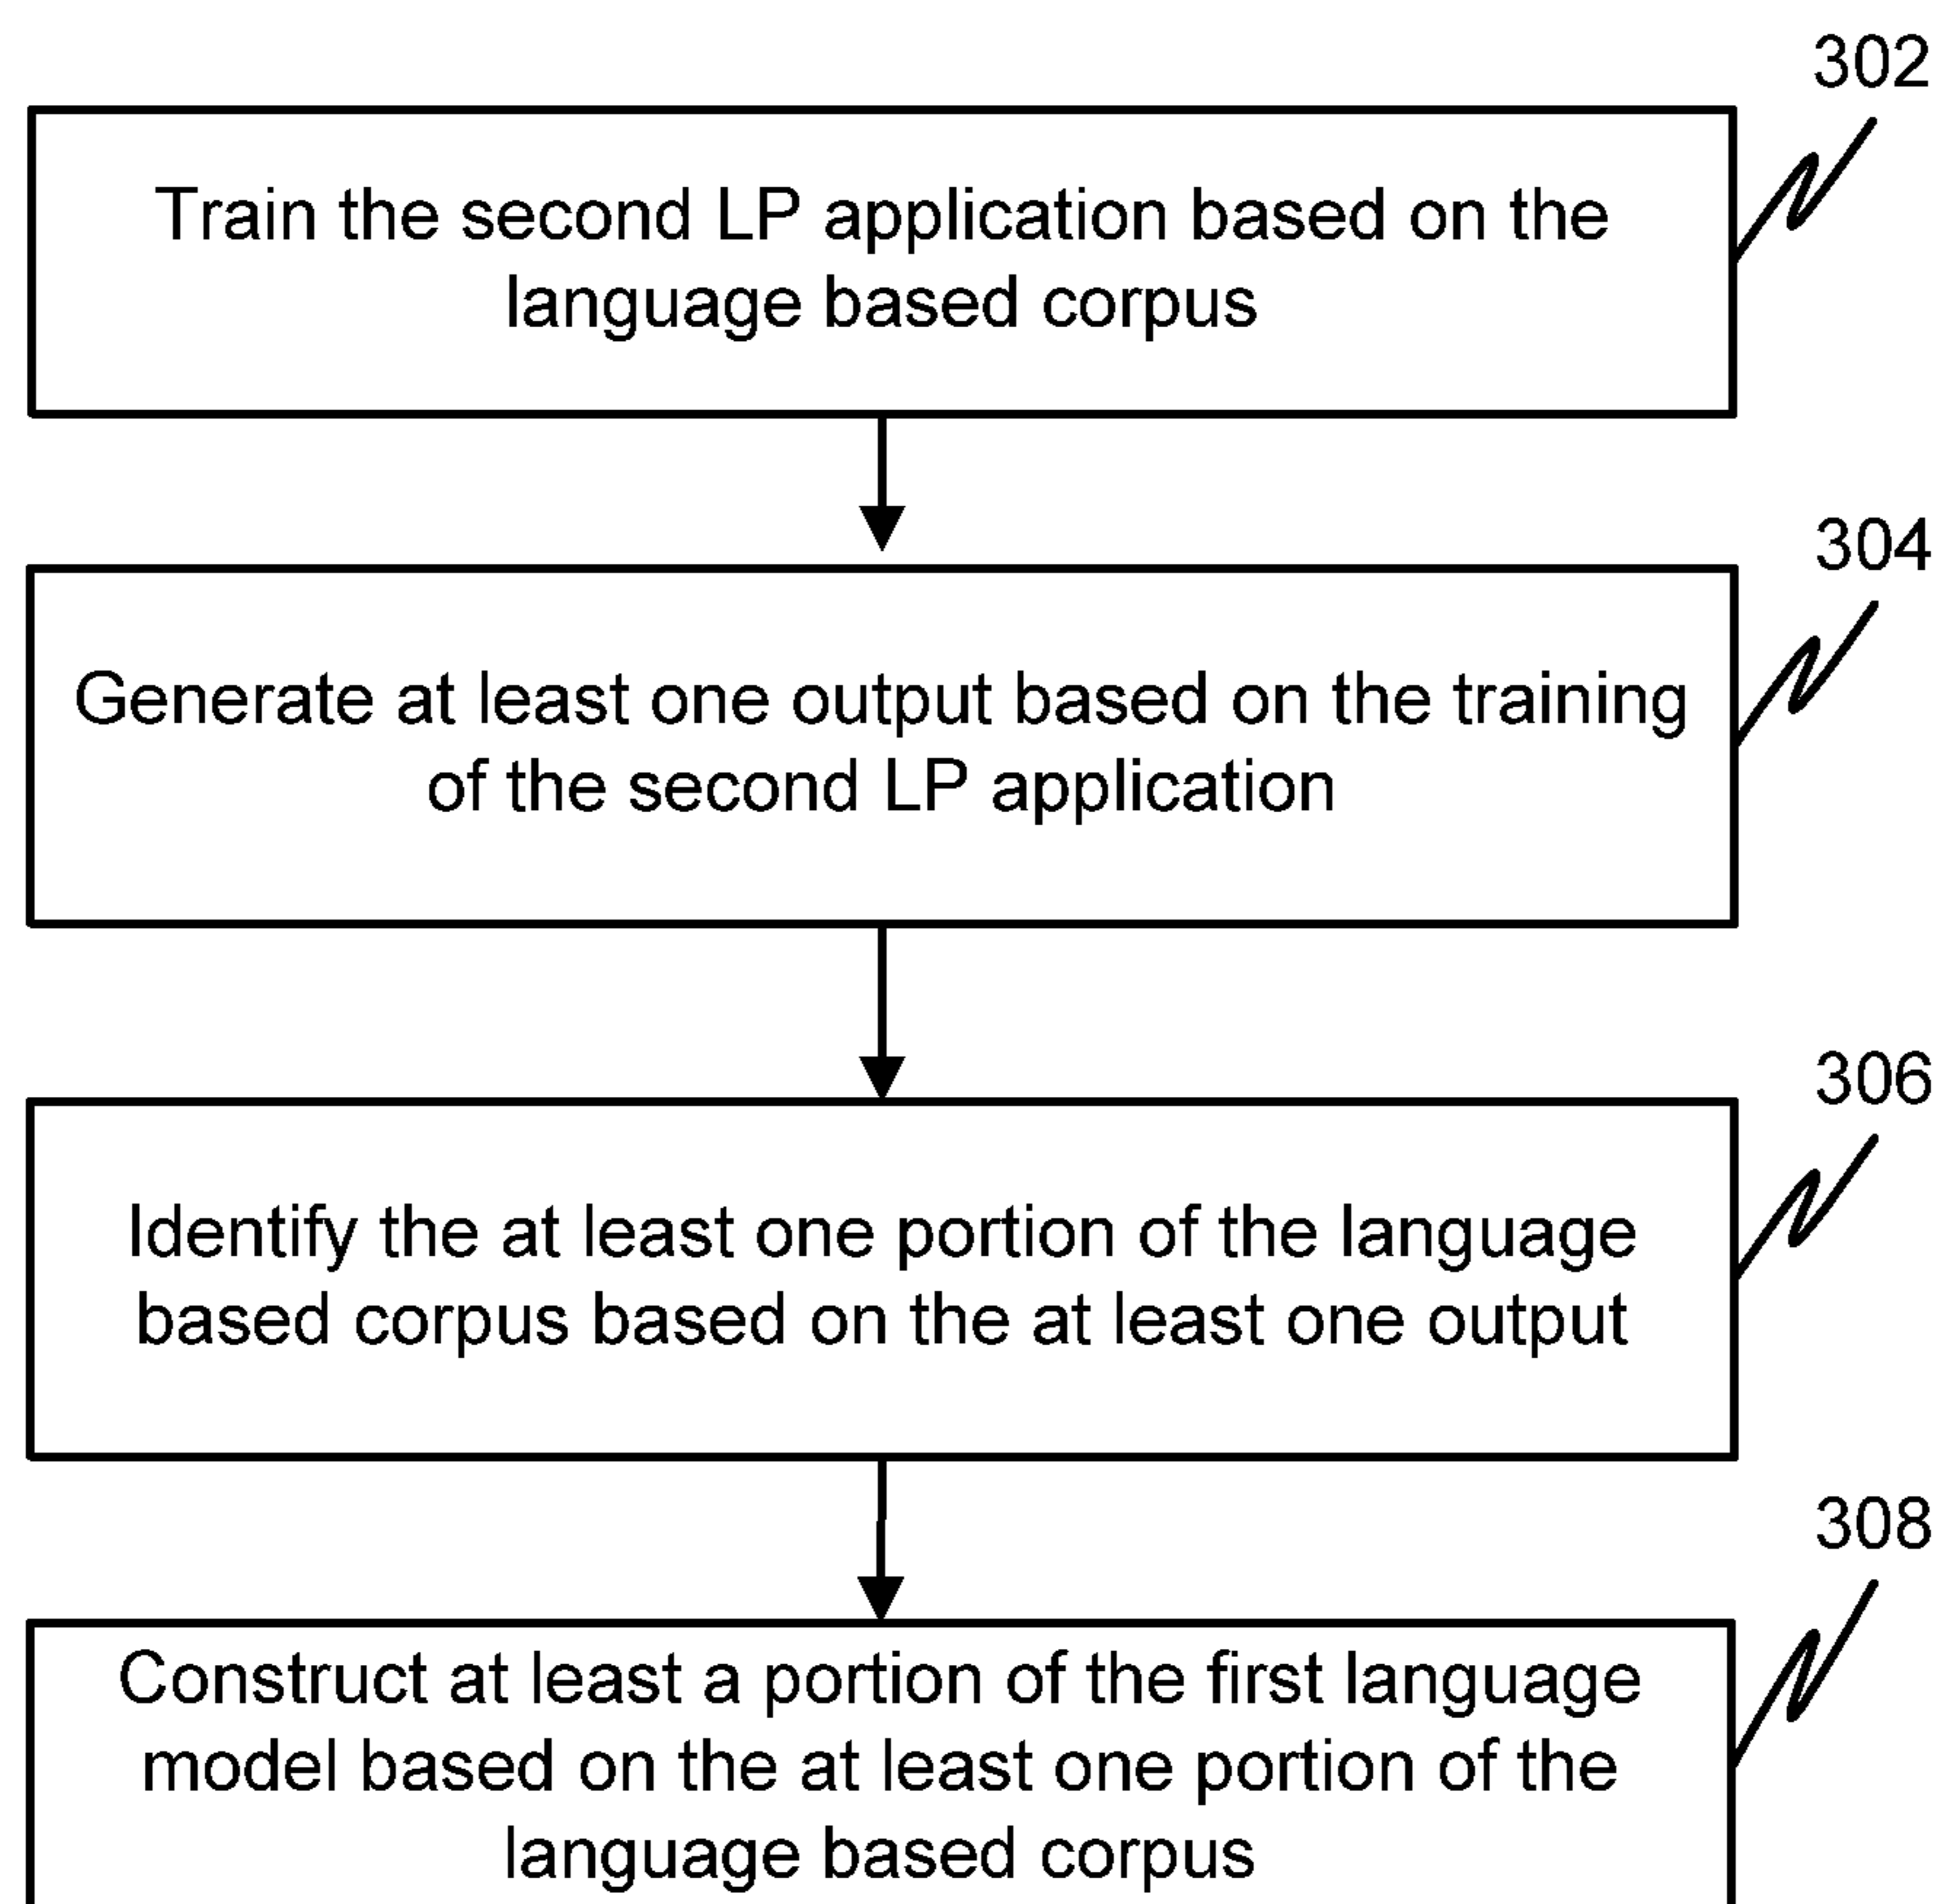 302
Train the second LP application based on the
language based corpus
304
Generate at least one output based on the training
of the second LP application
306
Identify the at least one portion of the language
based corpus based on the at least one output
308
Construct at least a portion of the first language
model based on the at least one portion of the
language based corpus